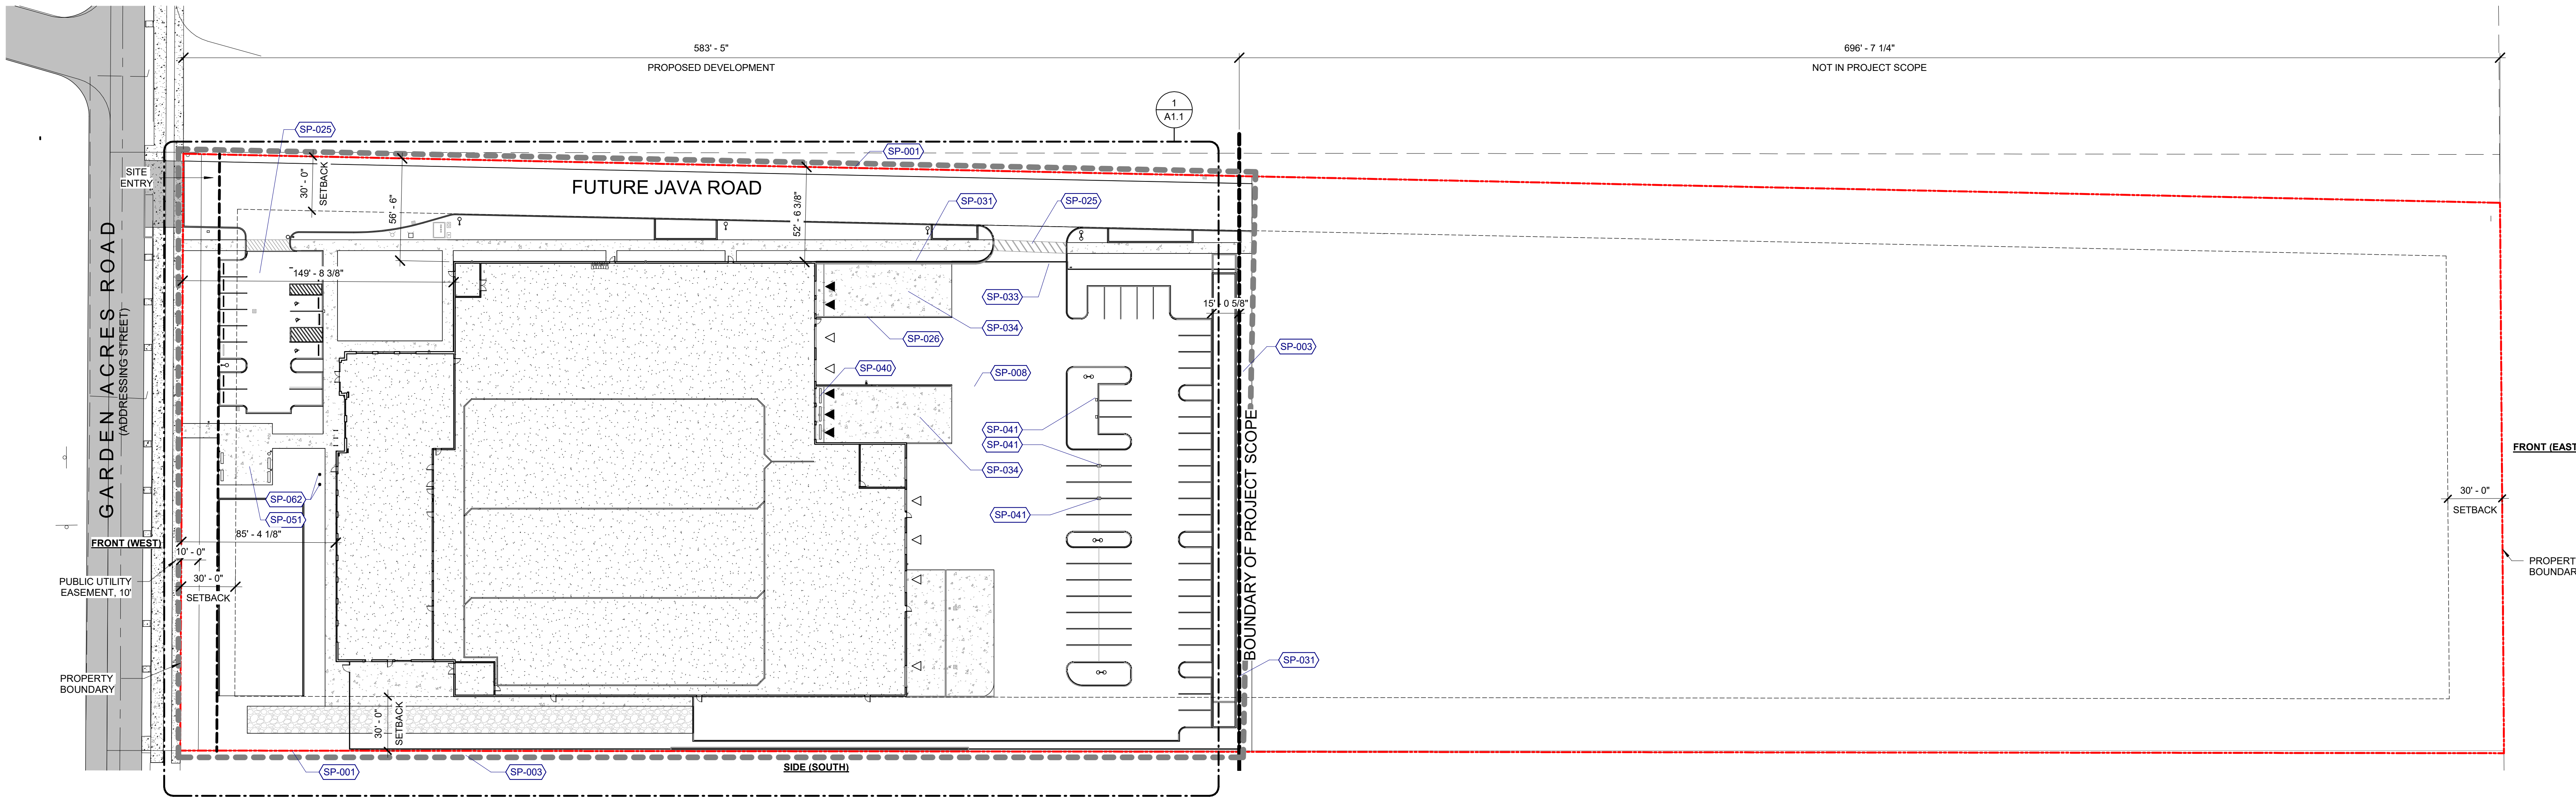 583' - 5"
696' - 7 1/4"
PROPOSED DEVELOPMENT
NOT IN PROJECT SCOPE
1
A1.1
SP-025
SP-001
SITE
ENTRY
30' - 0"
SETBACK
FUTURE JAVA ROAD
56' - 6"
52' - 6 3/8"
SP-031
SP-025
GARDEN ACRES ROAD
(ADDRESSING STREET)
149' - 8 3/8"
SP-033
15' - 0 5/8"
SP-034
SP-026
SP-003
SP-040
SP-008
SP-041
SP-041
SP-034
BOUNDARY OF PROJECT SCOPE
FRONT (EAST
30' - 0"
SETBACK
SP-062
SP-051
SP-041
85' - 4 1/8"
FRONT (WEST)
10' - 0"
PUBLIC UTILITY
EASEMENT, 10'
30' - 0"
SETBACK
PROPERT
BOUNDAR
SP-031
PROPERTY
BOUNDARY
30' - 0"
SETBACK
SP-001
SP-003
SIDE (SOUTH)